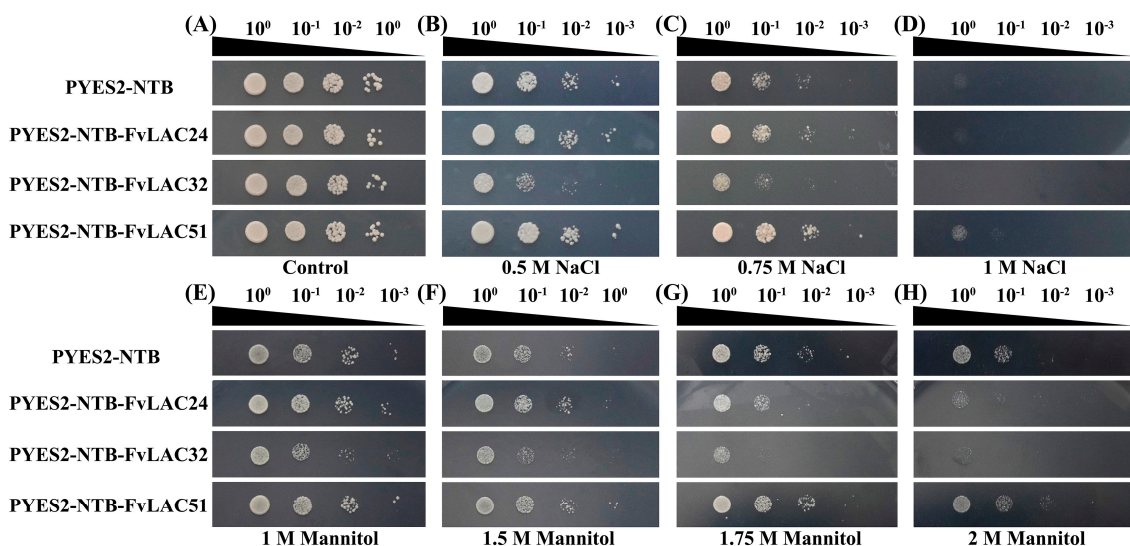 (A) 10⁰ 10⁻¹ 10⁻² 10⁰ (B) 10⁰ 10⁻¹ 10⁻² 10⁻³ (C) 10⁰ 10⁻¹ 10⁻² 10⁻³ (D) 10⁰ 10⁻¹ 10⁻² 10⁻³
PYES2-NTB
PYES2-NTB-FvLAC24
PYES2-NTB-FvLAC32
PYES2-NTB-FvLAC51
Control 0.5 M NaCl 0.75 M NaCl 1 M NaCl
(E) 10⁰ 10⁻¹ 10⁻² 10⁻³ (F) 10⁰ 10⁻¹ 10⁻² 10⁰ (G) 10⁰ 10⁻¹ 10⁻² 10⁻³ (H) 10⁰ 10⁻¹ 10⁻² 10⁻³
PYES2-NTB
PYES2-NTB-FvLAC24
PYES2-NTB-FvLAC32
PYES2-NTB-FvLAC51
1 M Mannitol 1.5 M Mannitol 1.75 M Mannitol 2 M Mannitol